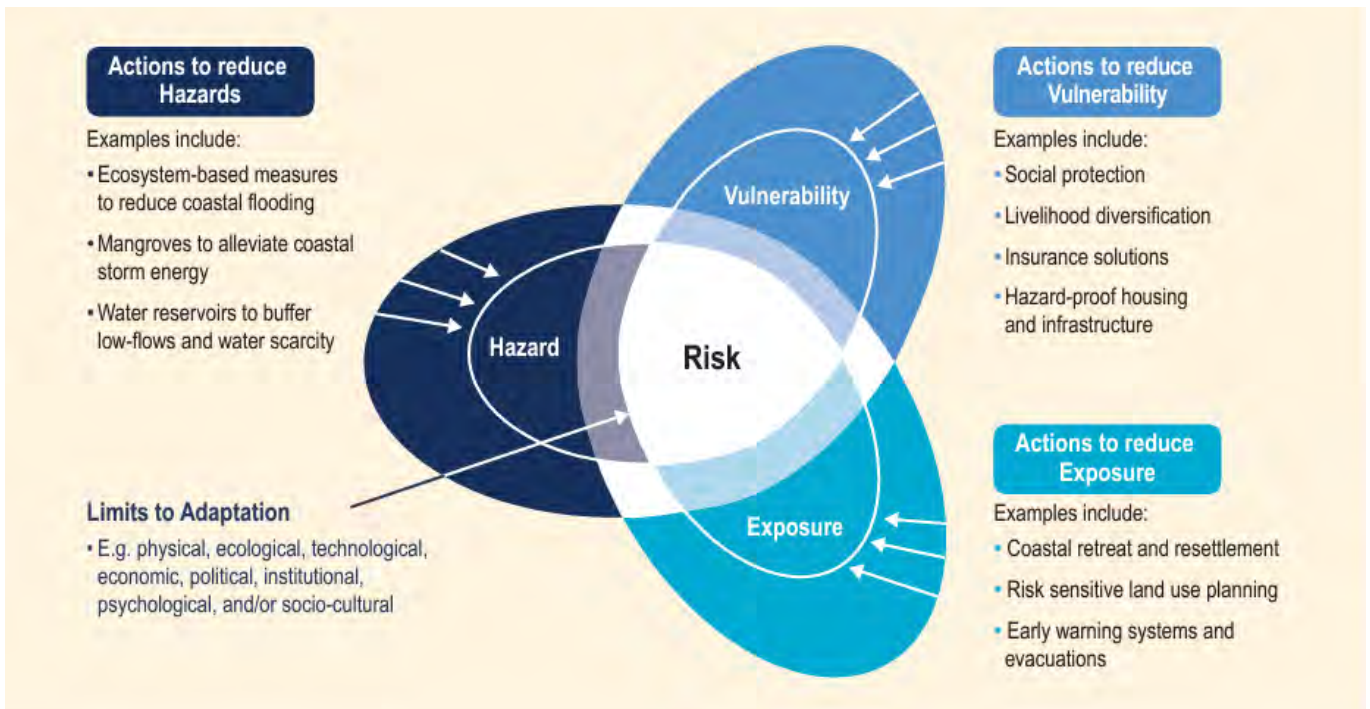 Actions to reduce
Hazards
Examples include:
• Ecosystem-based measures
to reduce coastal flooding
• Mangroves to alleviate coastal
storm energy
• Water reservoirs to buffer
low-flows and water scarcity
Limits to Adaptation
• E.g. physical, ecological, technological,
economic, political, institutional,
psychological, and/or socio-cultural
Vulnerability
Hazard
Risk
Exposure
Actions to reduce
Vulnerability
Examples include:
• Social protection
• Livelihood diversification
• Insurance solutions
• Hazard-proof housing
and infrastructure
Actions to reduce
Exposure
Examples include:
• Coastal retreat and resettlement
• Risk sensitive land use planning
• Early warning systems and
evacuations